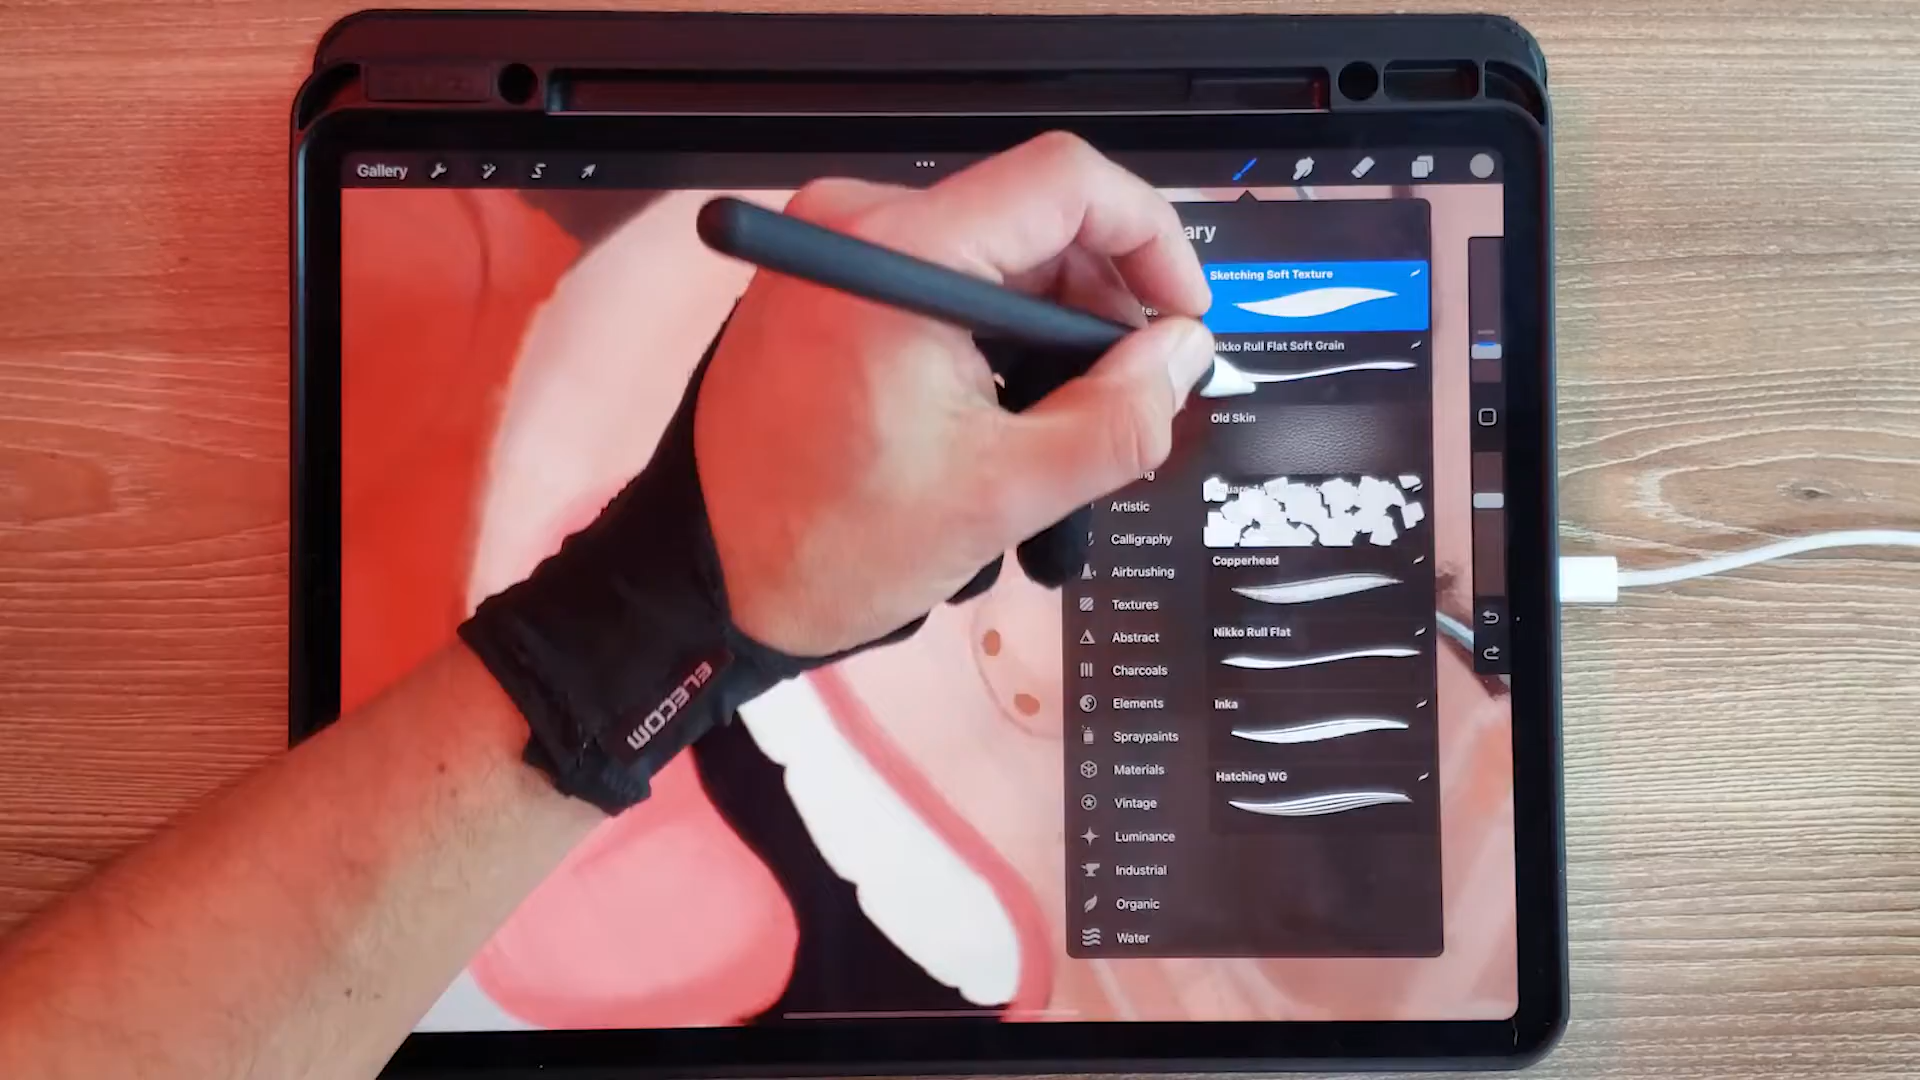 Gallery
ary
Sketching Soft Texture
Nikko Rull Flat Soft Grain
Old Skin
Copperhead
Nikko Rull Flat
Inka
Hatching WG
Artistic
Calligraphy
Airbrushing
Textures
Abstract
Charcoals
Elements
Spraypaints
Materials
Vintage
Luminance
Industrial
Organic
Water
ELECOM